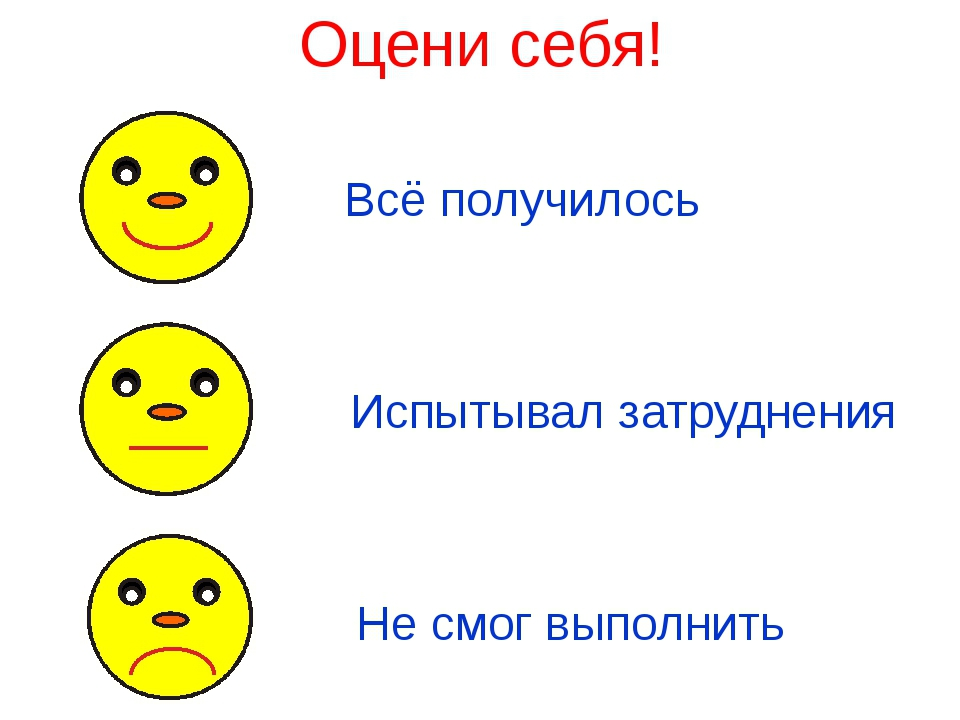 Оцени себя!
Всё получилось
Испытывал затруднения
Не смог выполнить